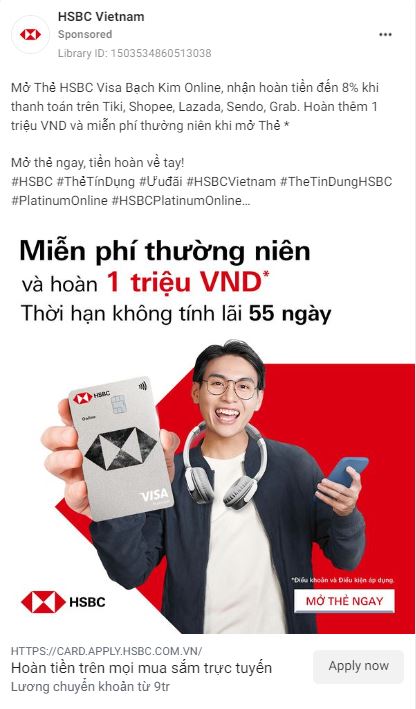 HSBC Vietnam
Sponsored
Library ID: 1503534860513038
Mở Thẻ HSBC Visa Bạch Kim Online, nhận hoàn tiền đến 8% khi
thanh toán trên Tiki, Shopee, Lazada, Sendo, Grab. Hoàn thêm 1
triệu VND và miễn phí thường niên khi mở Thẻ *
Mở thẻ ngay, tiền hoàn về tay!
#HSBC #ThẻTínDụng #Ưuđãi #HSBCVietnam #TheTinDungHSBC
#PlatinumOnline #HSBCPlatinumOnline...
Miễn phí thường niên
và hoàn 1 triệu VND*
Thời hạn không tính lãi 55 ngày
HSBC
Online
VISA
*Điều khoản và Điều kiện áp dụng.
MỞ THẺ NGAY
HSBC
HTTPS://CARD.APPLY.HSBC.COM.VN/
Hoàn tiền trên mọi mua sắm trực tuyến
Lương chuyển khoản từ 9tr
Apply now